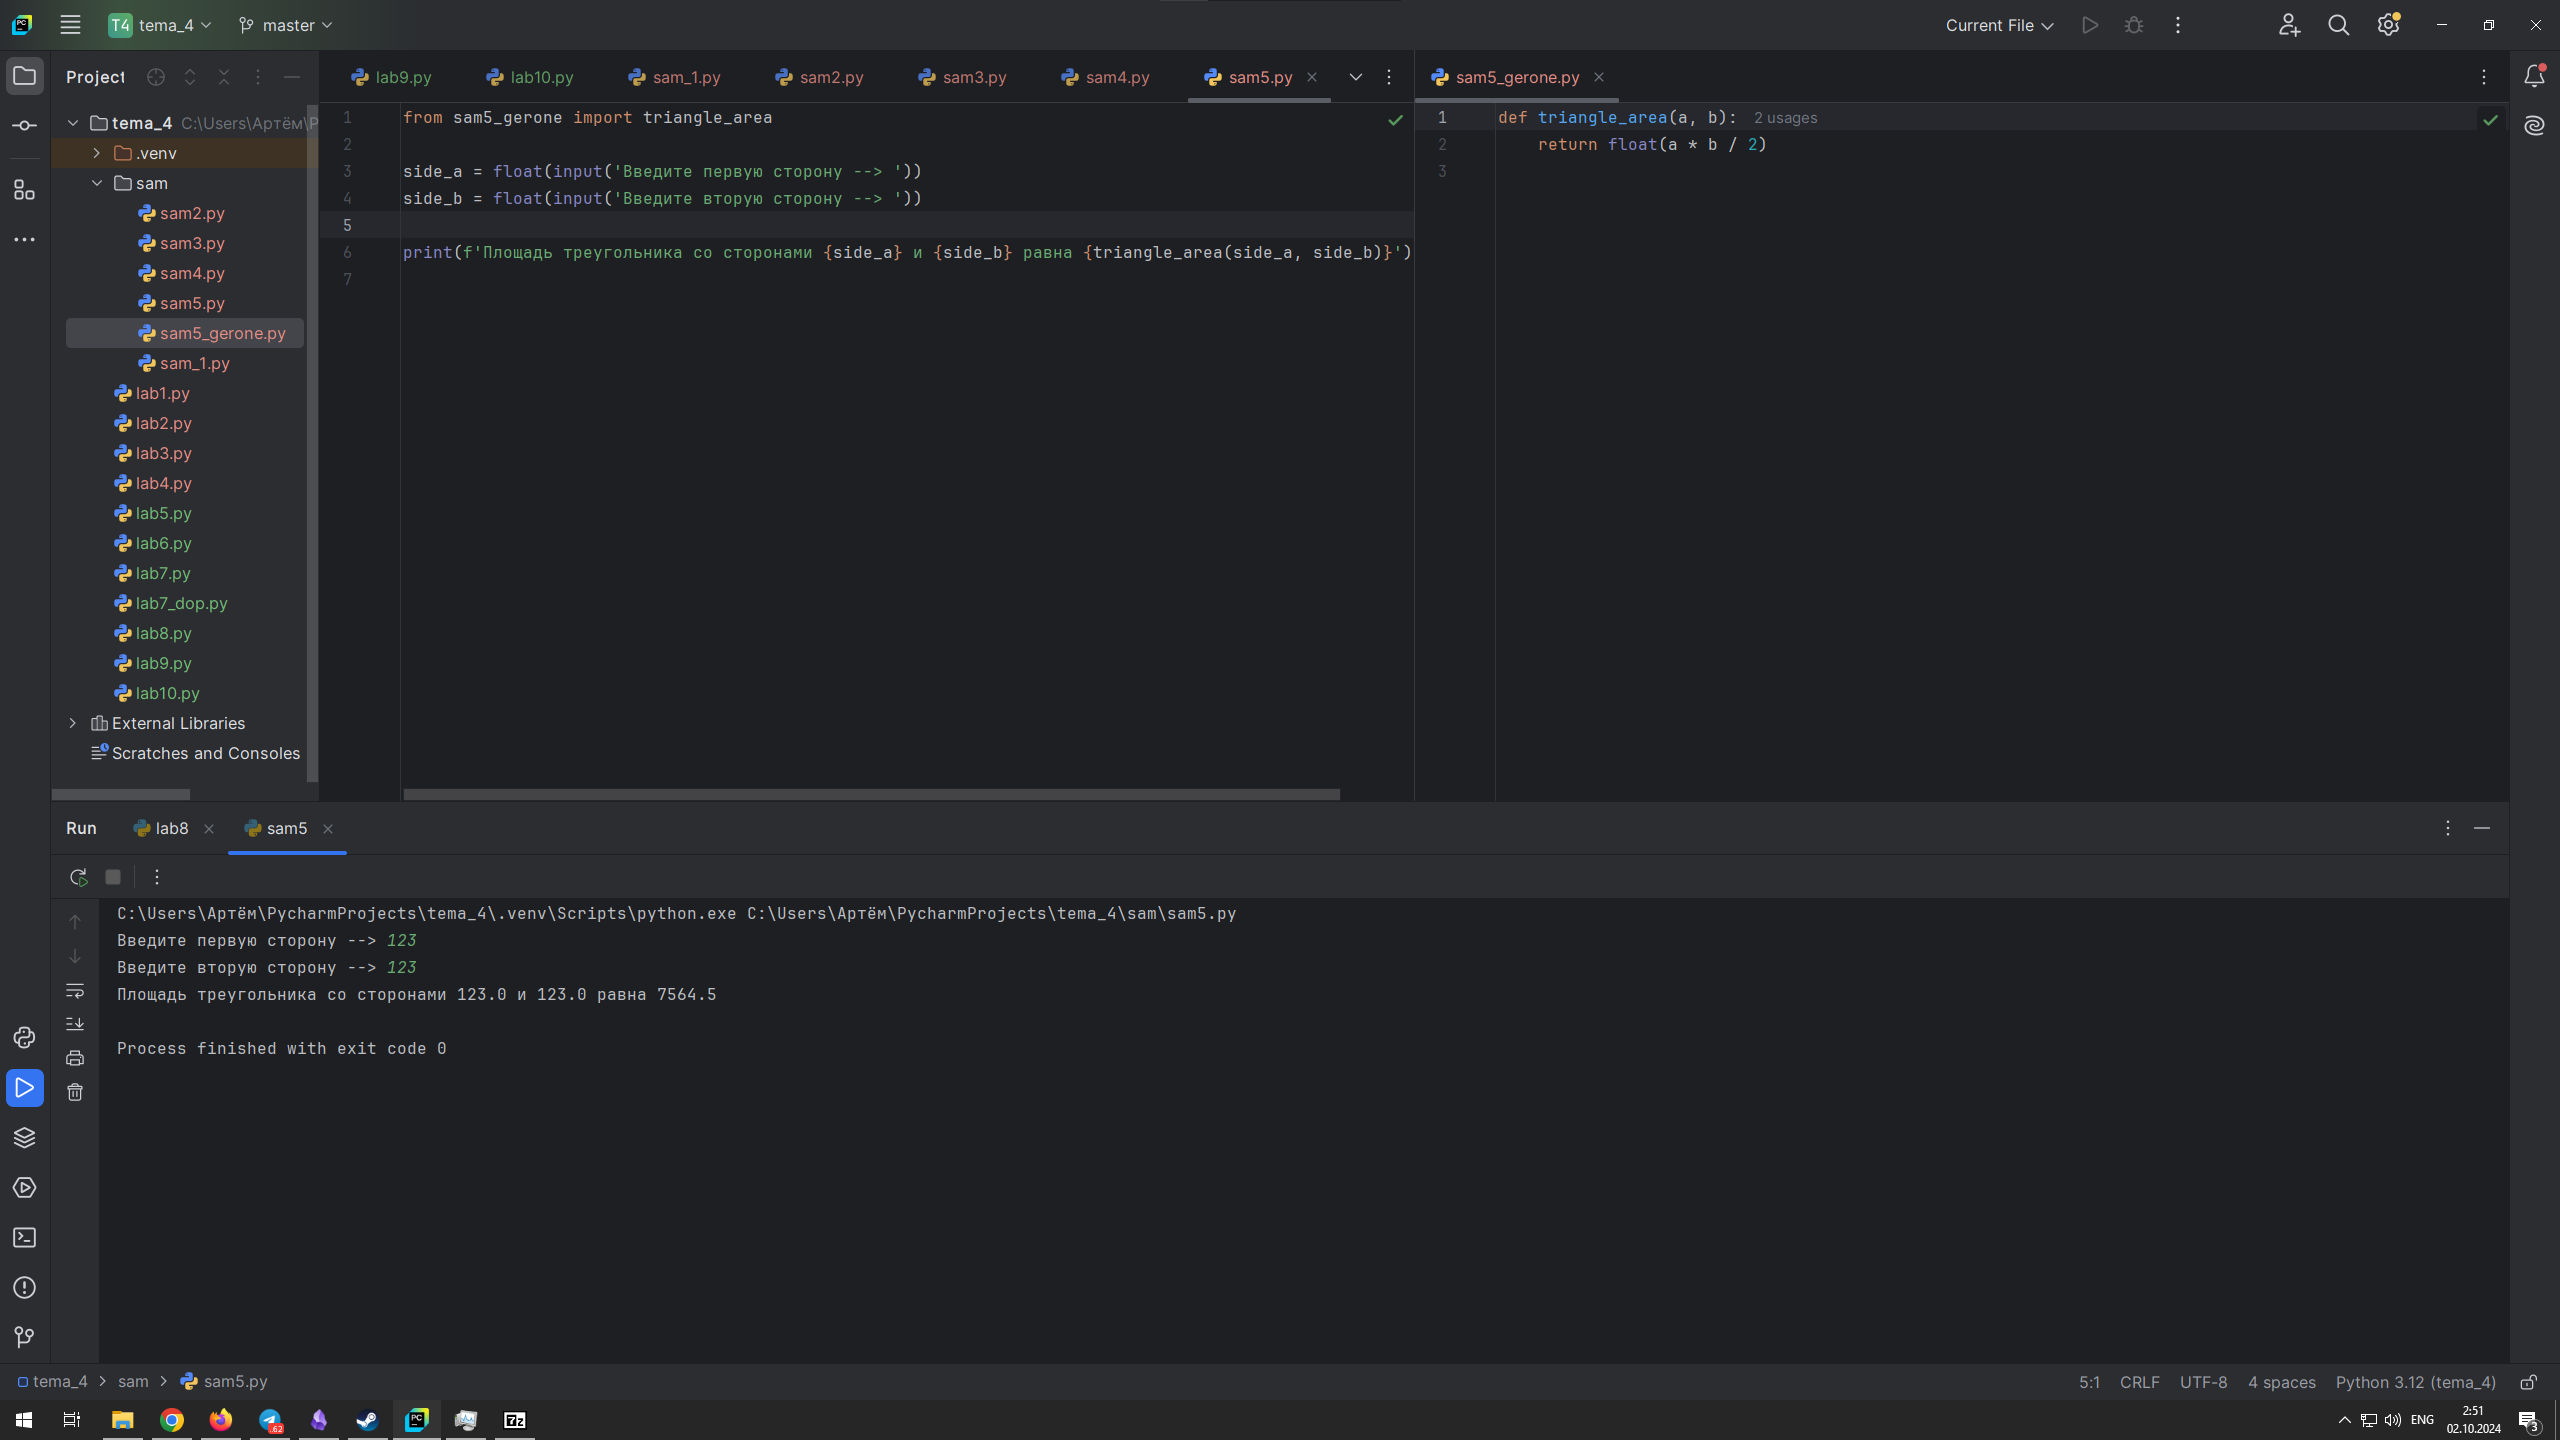 T4 tema_4 master Current File
Project
lab9.py lab10.py sam_1.py sam2.py sam3.py sam4.py sam5.py sam5_gerone.py
tema_4 C:\Users\Артём\P
.venv
sam
sam2.py
sam3.py
sam4.py
sam5.py
sam5_gerone.py
sam_1.py
lab1.py
lab2.py
lab3.py
lab4.py
lab5.py
lab6.py
lab7.py
lab7_dop.py
lab8.py
lab9.py
lab10.py
External Libraries
Scratches and Consoles
1 from sam5_gerone import triangle_area
2
3 side_a = float(input('Введите первую сторону --> '))
4 side_b = float(input('Введите вторую сторону --> '))
5
6 print(f'Площадь треугольника со сторонами {side_a} и {side_b} равна {triangle_area(side_a, side_b)}')
7
1 def triangle_area(a, b): 2 usages
2 return float(a * b / 2)
3
Run lab8 sam5
C:\Users\Артём\PycharmProjects\tema_4\.venv\Scripts\python.exe C:\Users\Артём\PycharmProjects\tema_4\sam\sam5.py
Введите первую сторону --> 123
Введите вторую сторону --> 123
Площадь треугольника со сторонами 123.0 и 123.0 равна 7564.5
Process finished with exit code 0
tema_4 > sam > sam5.py 5:1 CRLF UTF-8 4 spaces Python 3.12 (tema_4)
PC 7z ENG 2:51
02.10.2024 3